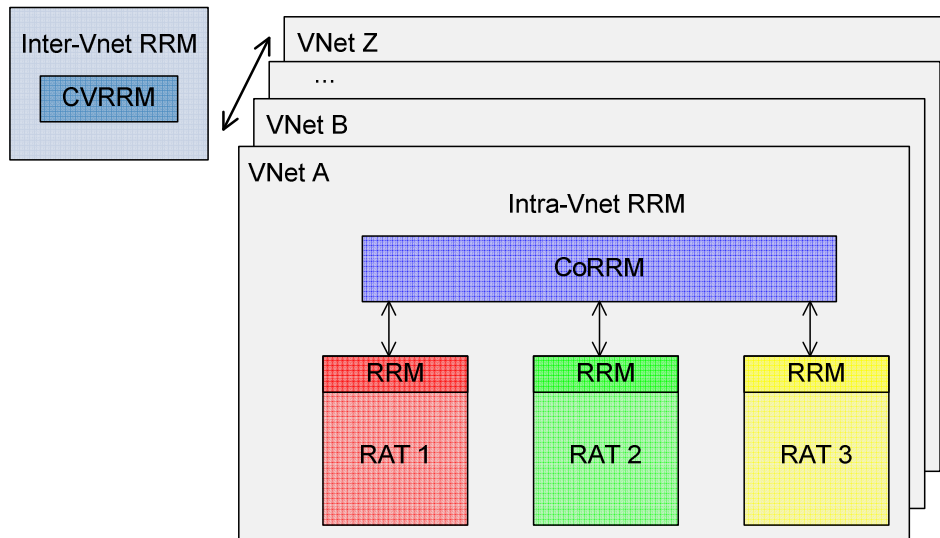 Inter-Vnet RRM
CVRRM
VNet Z
...
VNet B
VNet A
Intra-Vnet RRM
CoRRM
RRM
RRM
RRM
RAT 1
RAT 2
RAT 3